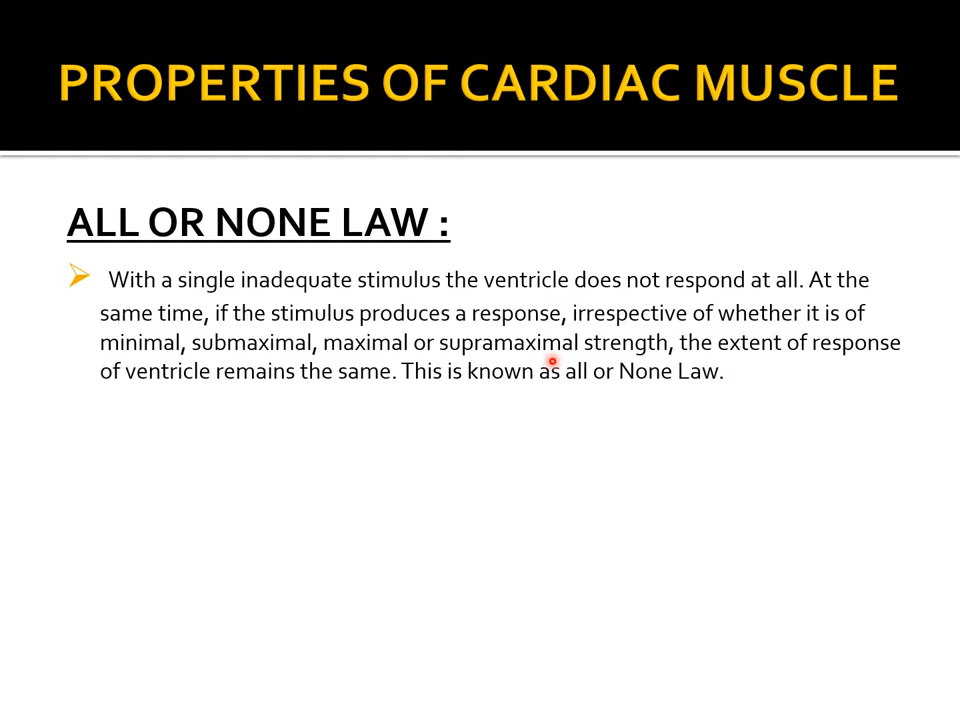 PROPERTIES OF CARDIAC MUSCLE
ALL OR NONE LAW :
With a single inadequate stimulus the ventricle does not respond at all. At the
same time, if the stimulus produces a response, irrespective of whether it is of
minimal, submaximal, maximal or supramaximal strength, the extent of response
of ventricle remains the same. This is known as all or None Law.